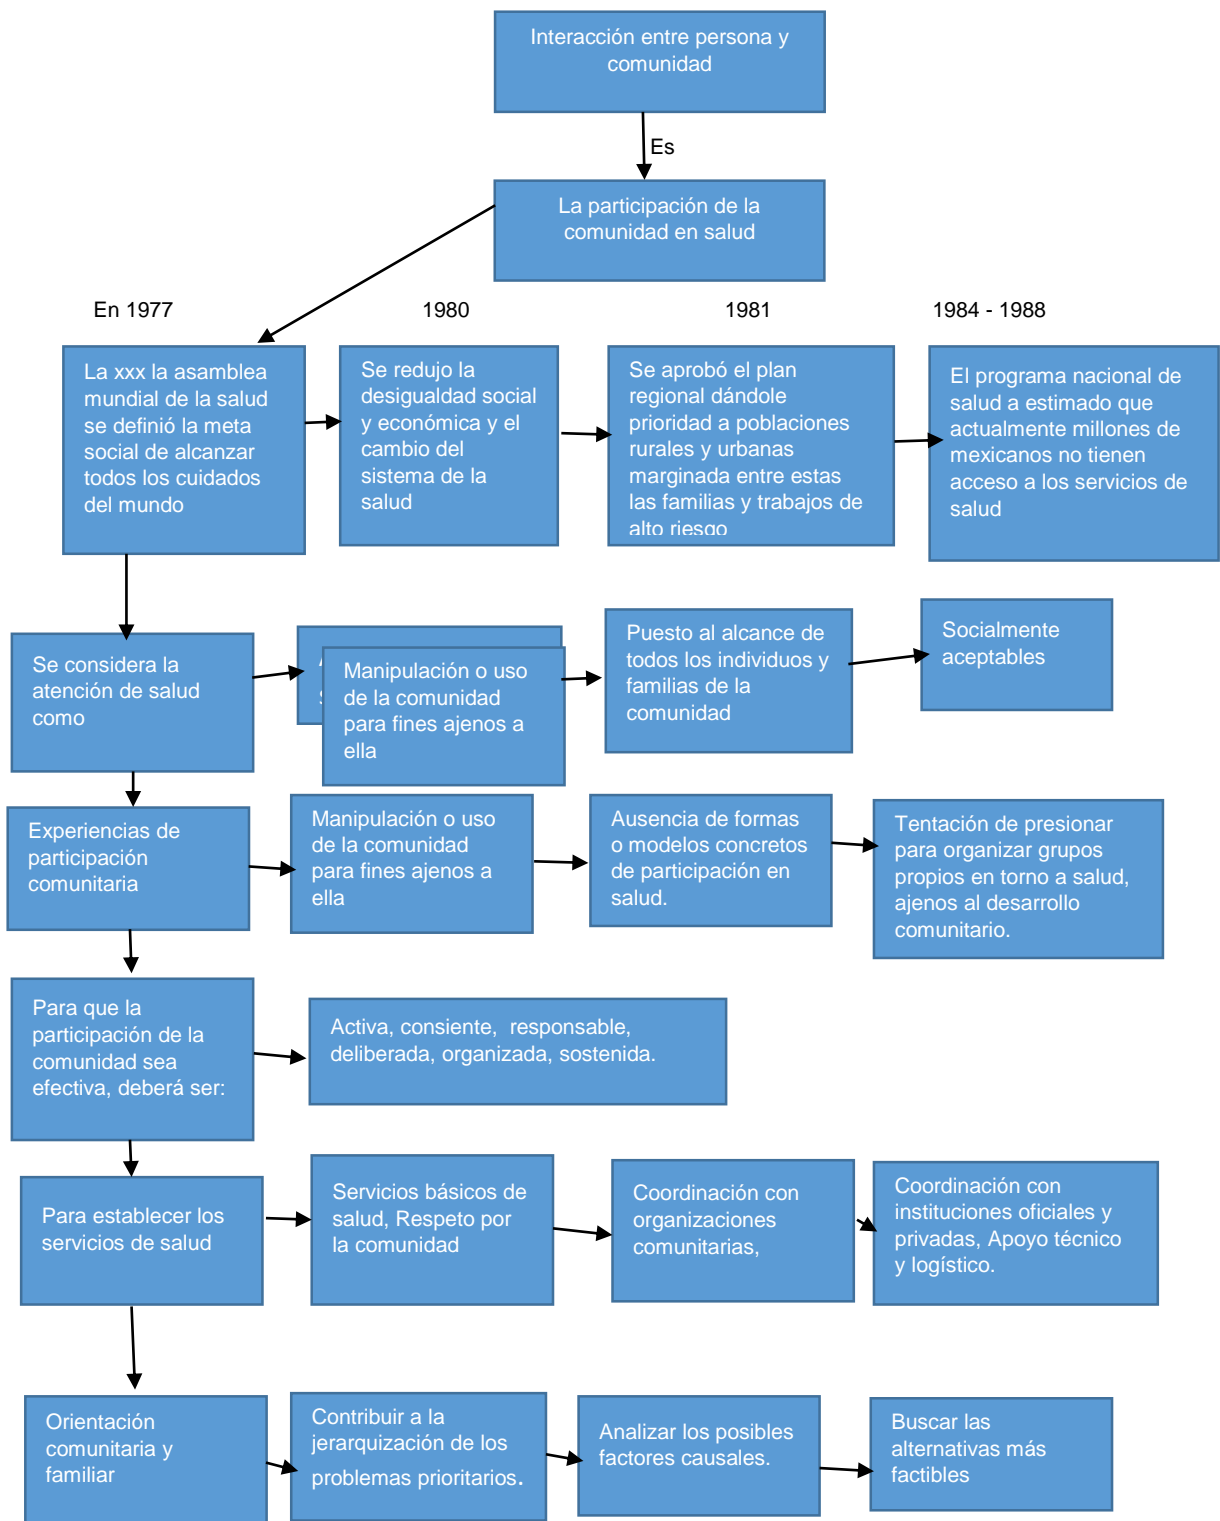 Interacción entre persona y
comunidad
Es
La participación de la
comunidad en salud
En 1977
1980
1981
1984 - 1988
La xxx la asamblea
mundial de la salud
se definió la meta
social de alcanzar
todos los cuidados
del mundo
Se redujo la
desigualdad social
y económica y el
cambio del
sistema de la
salud
Se aprobó el plan
regional dándole
prioridad a poblaciones
rurales y urbanas
marginada entre estas
las familias y trabajos de
alto riesgo
El programa nacional de
salud a estimado que
actualmente millones de
mexicanos no tienen
acceso a los servicios de
salud
Se considera la
atención de salud
como
Manipulación o uso
de la comunidad
para fines ajenos a
ella
Puesto al alcance de
todos los individuos y
familias de la
comunidad
Socialmente
aceptables
Experiencias de
participación
comunitaria
Manipulación o uso
de la comunidad
para fines ajenos a
ella
Ausencia de formas
o modelos concretos
de participación en
salud.
Tentación de presionar
para organizar grupos
propios en torno a salud,
ajenos al desarrollo
comunitario.
Para que la
participación de la
comunidad sea
efectiva, deberá ser:
Activa, consiente, responsable,
deliberada, organizada, sostenida.
Para establecer los
servicios de salud
Servicios básicos de
salud, Respeto por
la comunidad
Coordinación con
organizaciones
comunitarias,
Coordinación con
instituciones oficiales y
privadas, Apoyo técnico
y logístico.
Orientación
comunitaria y
familiar
Contribuir a la
jerarquización de los
problemas prioritarios.
Analizar los posibles
factores causales.
Buscar las
alternativas más
factibles